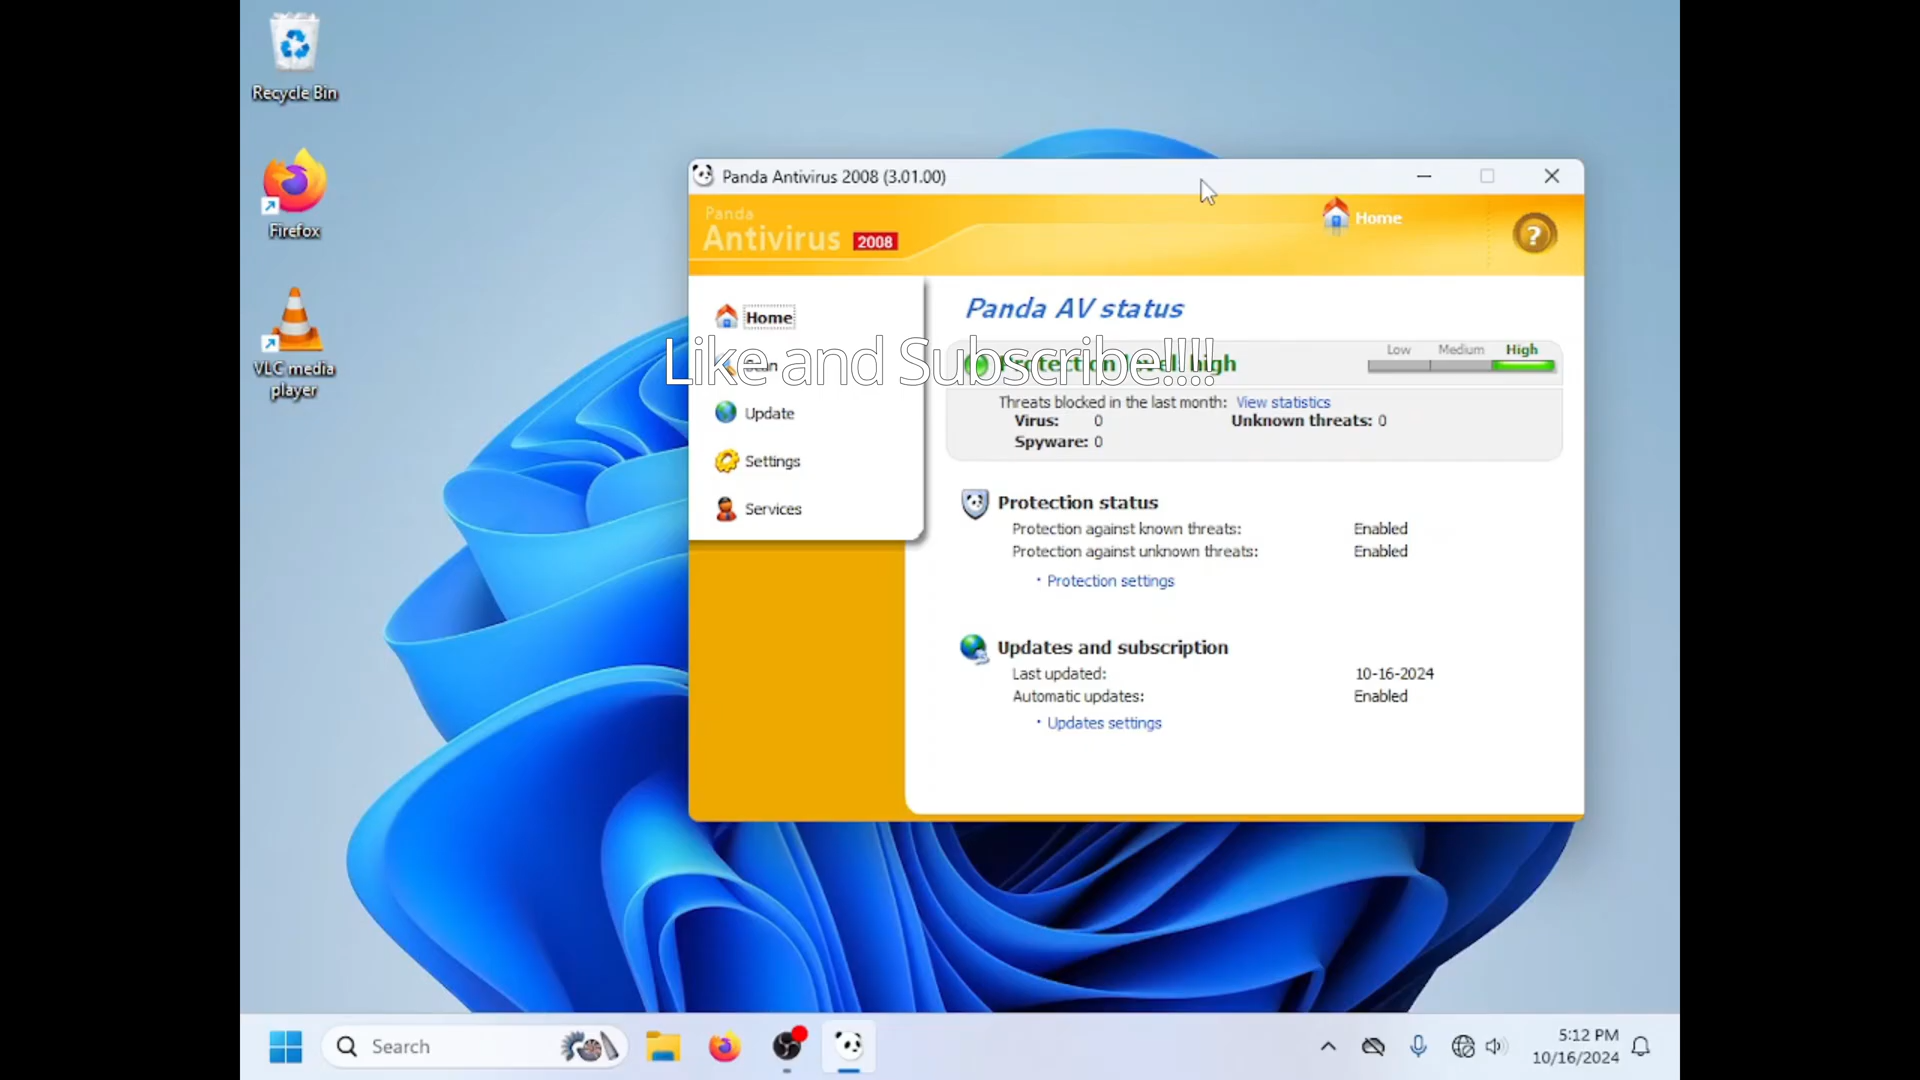 Recycle Bin
Firefox
VLC media
player
Panda Antivirus 2008 (3.01.00)
Panda
Antivirus 2008
Home
?
Home
Scan
Update
Settings
Services
Like and Subscribe!!!!
Panda AV status
Protection level: high
Low Medium High
Threats blocked in the last month: View statistics
Virus: 0 Unknown threats: 0
Spyware: 0
Protection status
Protection against known threats: Enabled
Protection against unknown threats: Enabled
Protection settings
Updates and subscription
Last updated: 10-16-2024
Automatic updates: Enabled
Updates settings
Search
5:12 PM
10/16/2024